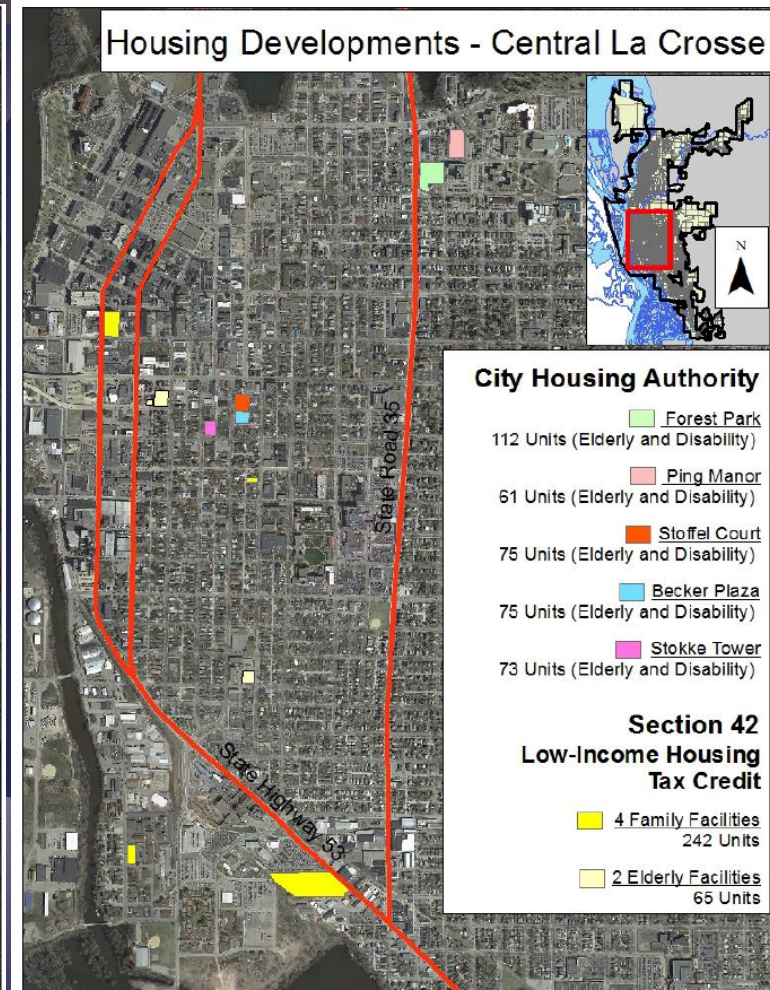 Housing Developments - Central La Crosse
N
City Housing Authority
Forest Park
112 Units (Elderly and Disability)
Ping Manor
61 Units (Elderly and Disability)
Stoffel Court
75 Units (Elderly and Disability)
Becker Plaza
75 Units (Elderly and Disability)
Stokke Tower
73 Units (Elderly and Disability)
Section 42
Low-Income Housing
Tax Credit
4 Family Facilities
242 Units
2 Elderly Facilities
65 Units
State Road 35
State Highway 53